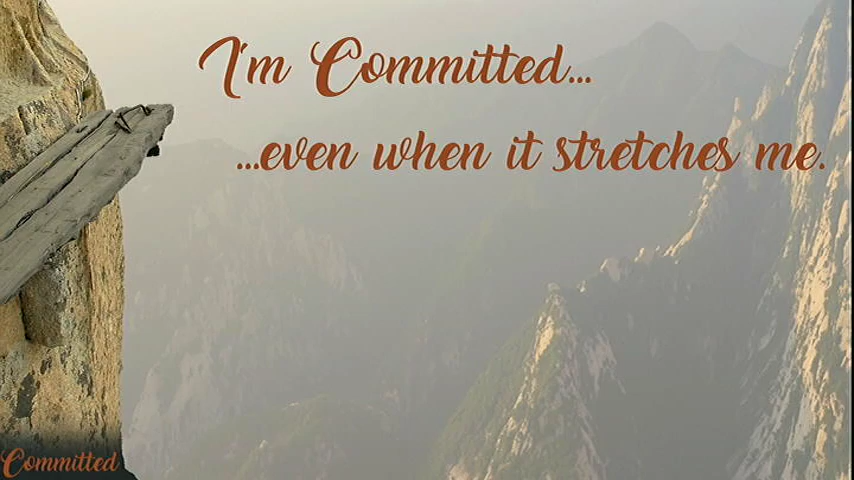 I'm Committed...
...even when it stretches me.
Committed